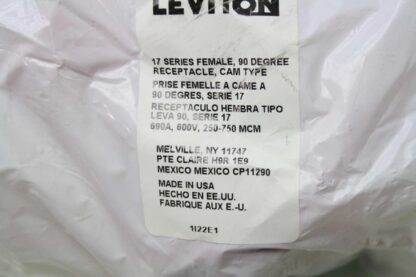 LEVITON
17 SERIES FEMALE, 90 DEGREE
RECEPTACLE, CAM TYPE
PRISE FEMELLE A CAME A
90 DEGRES, SERIE 17
RECEPTACULO HEMBRA TIPO
LEVA 90, SERIE 17
690A, 600V, 250-750 MCM
MELVILLE, NY 11747
PTE CLAIRE H9R 1E9
MEXICO MEXICO CP11290
MADE IN USA
HECHO EN EE.UU.
FABRIQUE AUX E.-U.
1I22E1